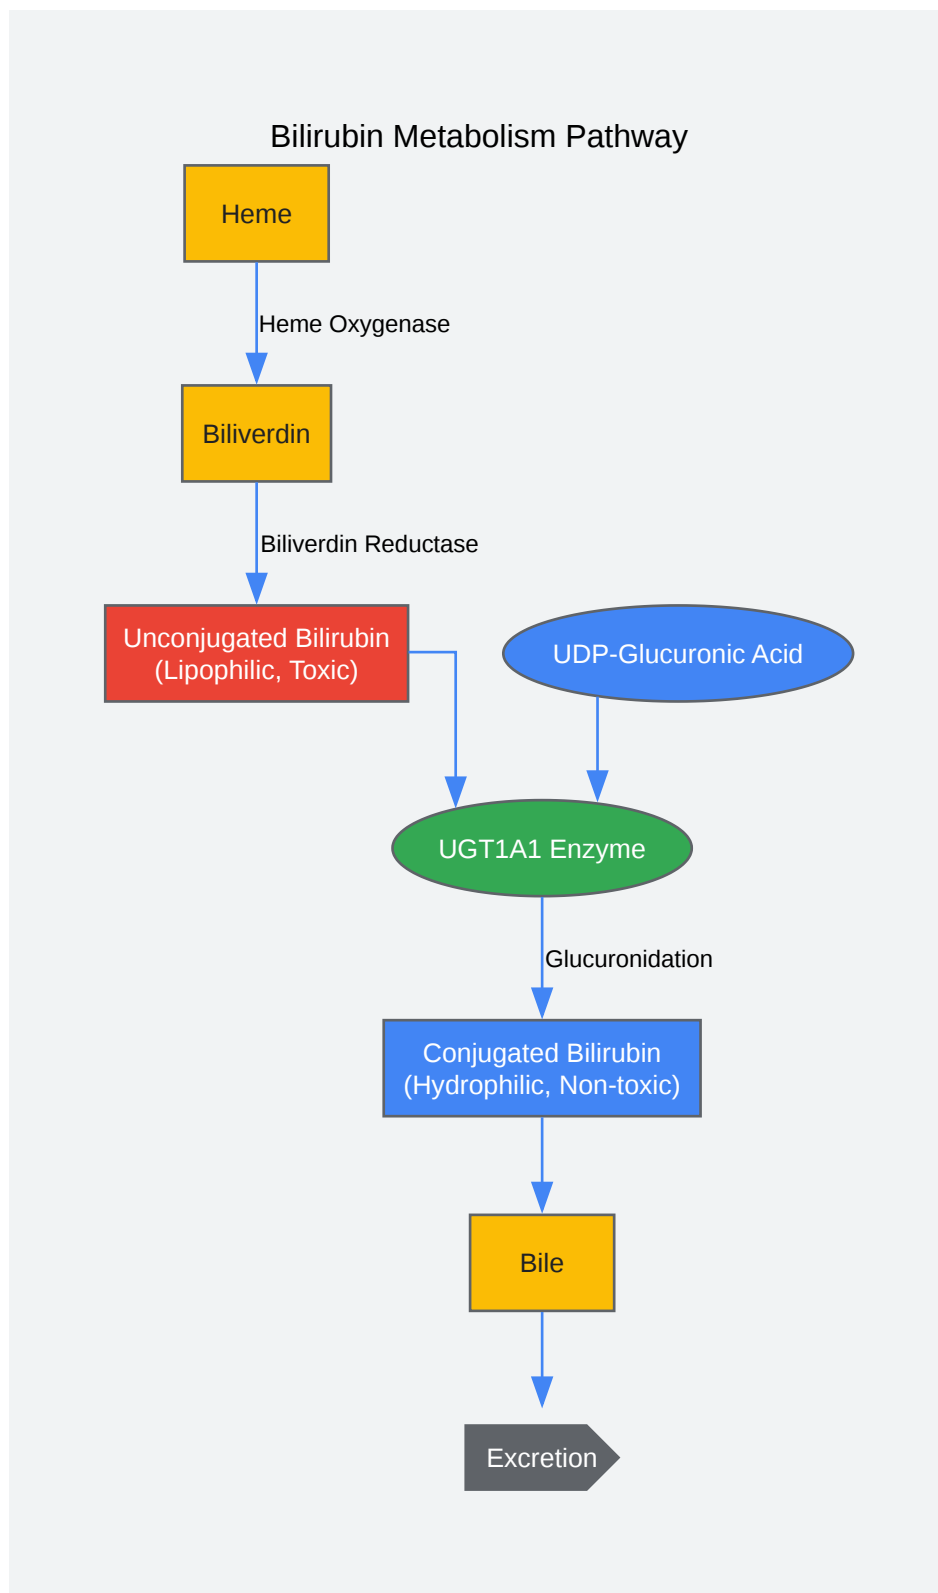 Bilirubin Metabolism Pathway
Heme
Heme Oxygenase
Biliverdin
Biliverdin Reductase
Unconjugated Bilirubin
(Lipophilic, Toxic)
UDP-Glucuronic Acid
UGT1A1 Enzyme
Glucuronidation
Conjugated Bilirubin
(Hydrophilic, Non-toxic)
Bile
Excretion